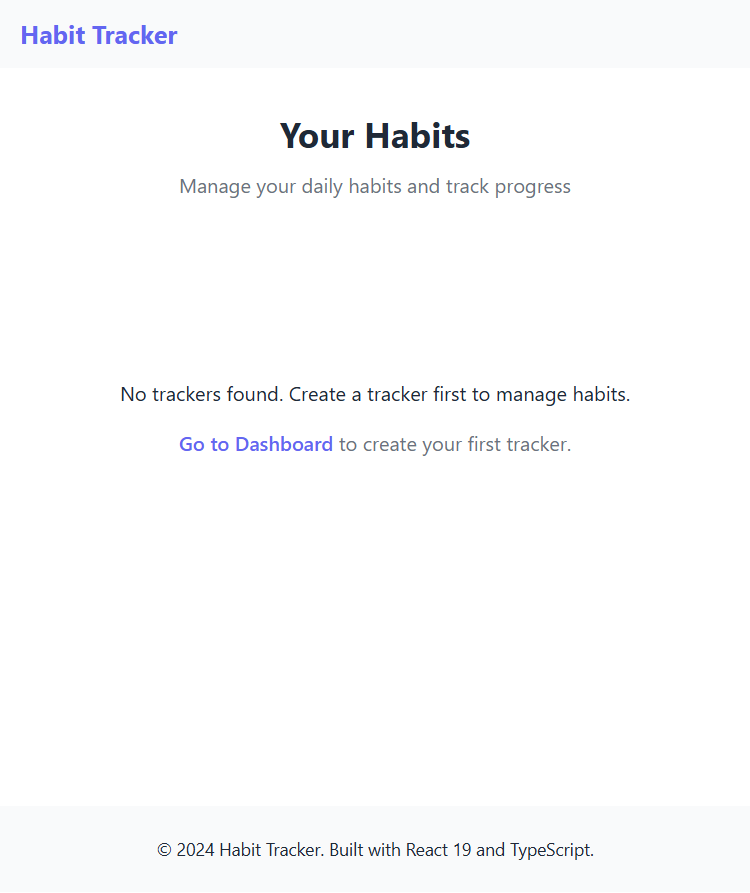 Habit Tracker
Your Habits
Manage your daily habits and track progress
No trackers found. Create a tracker first to manage habits.
Go to Dashboard to create your first tracker.
© 2024 Habit Tracker. Built with React 19 and TypeScript.